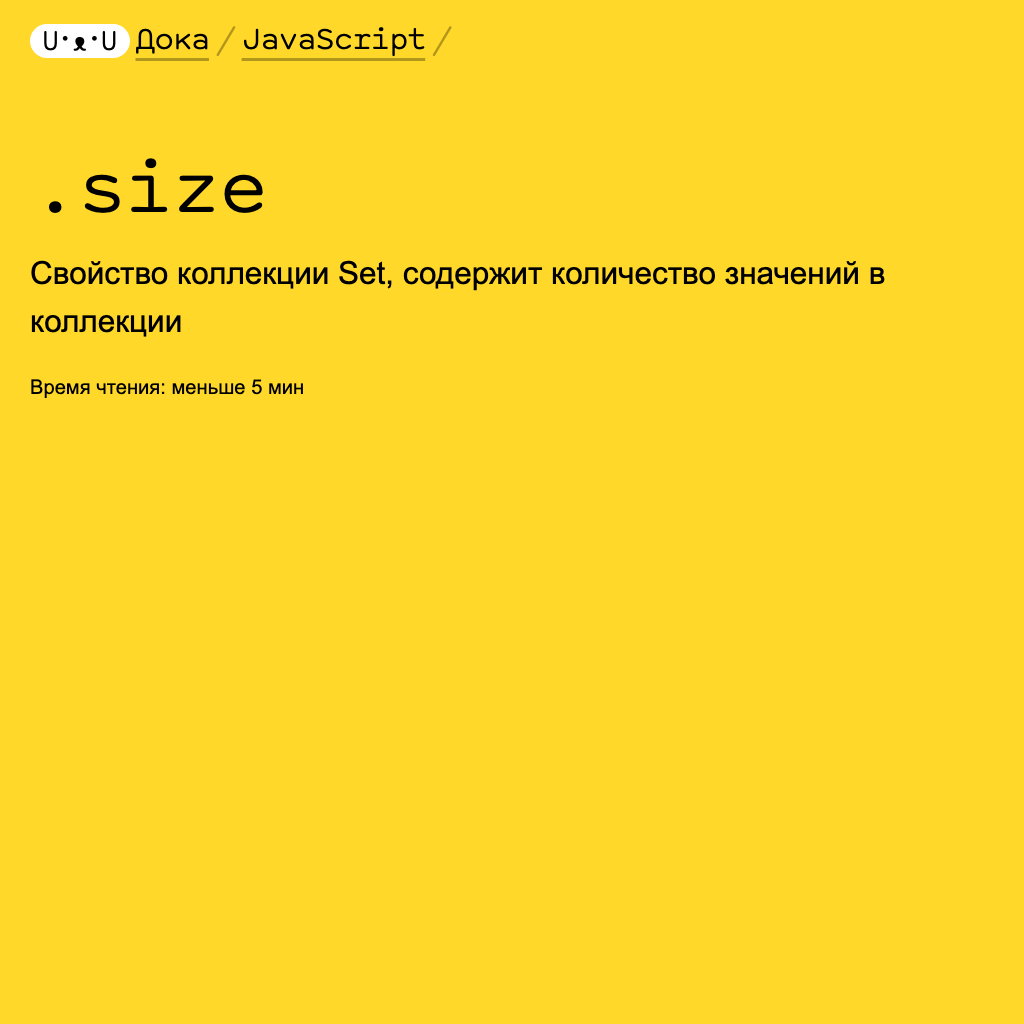 U·ᴥ·U Дока / JavaScript /
.size
Свойство коллекции Set, содержит количество значений в
коллекции
Время чтения: меньше 5 мин